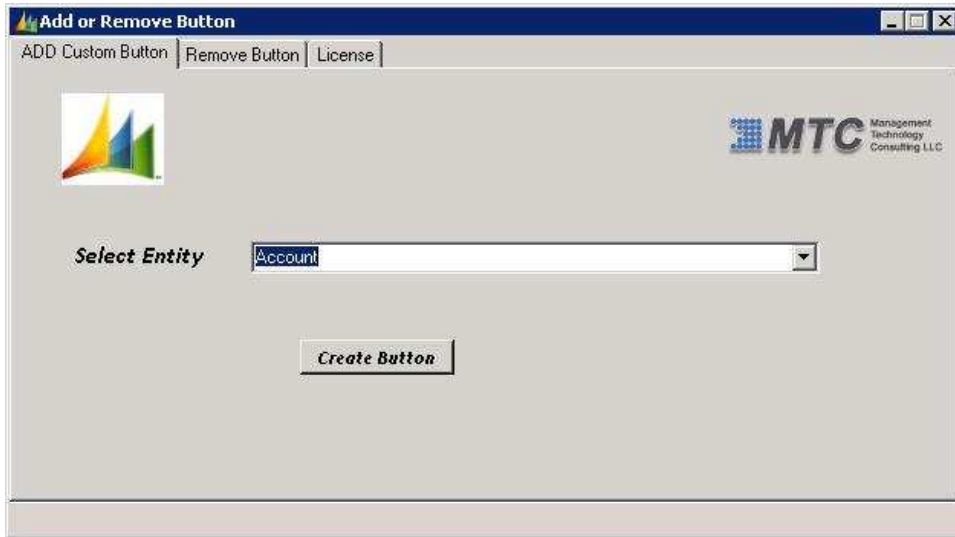 Add or Remove Button
ADD Custom Button Remove Button License
MTC Management
Technology
Consulting LLC
Select Entity Account
Create Button